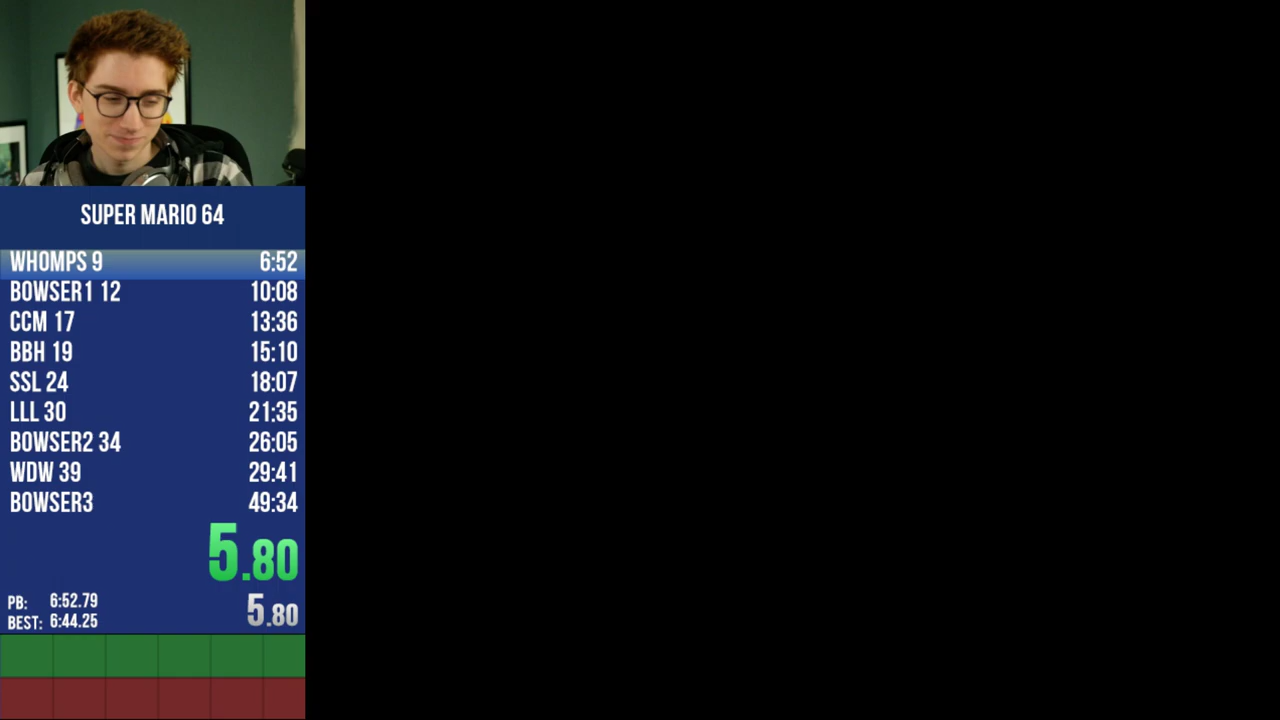 SUPER MARIO 64
WHOMPS 9 6:52
BOWSER1 12 10:08
CCM 17 13:36
BBH 19 15:10
SSL 24 18:07
LLL 30 21:35
BOWSER2 34 26:05
WDW 39 29:41
BOWSER3 49:34
5.80
PB: 6:52.79 5.80
BEST: 6:44.25